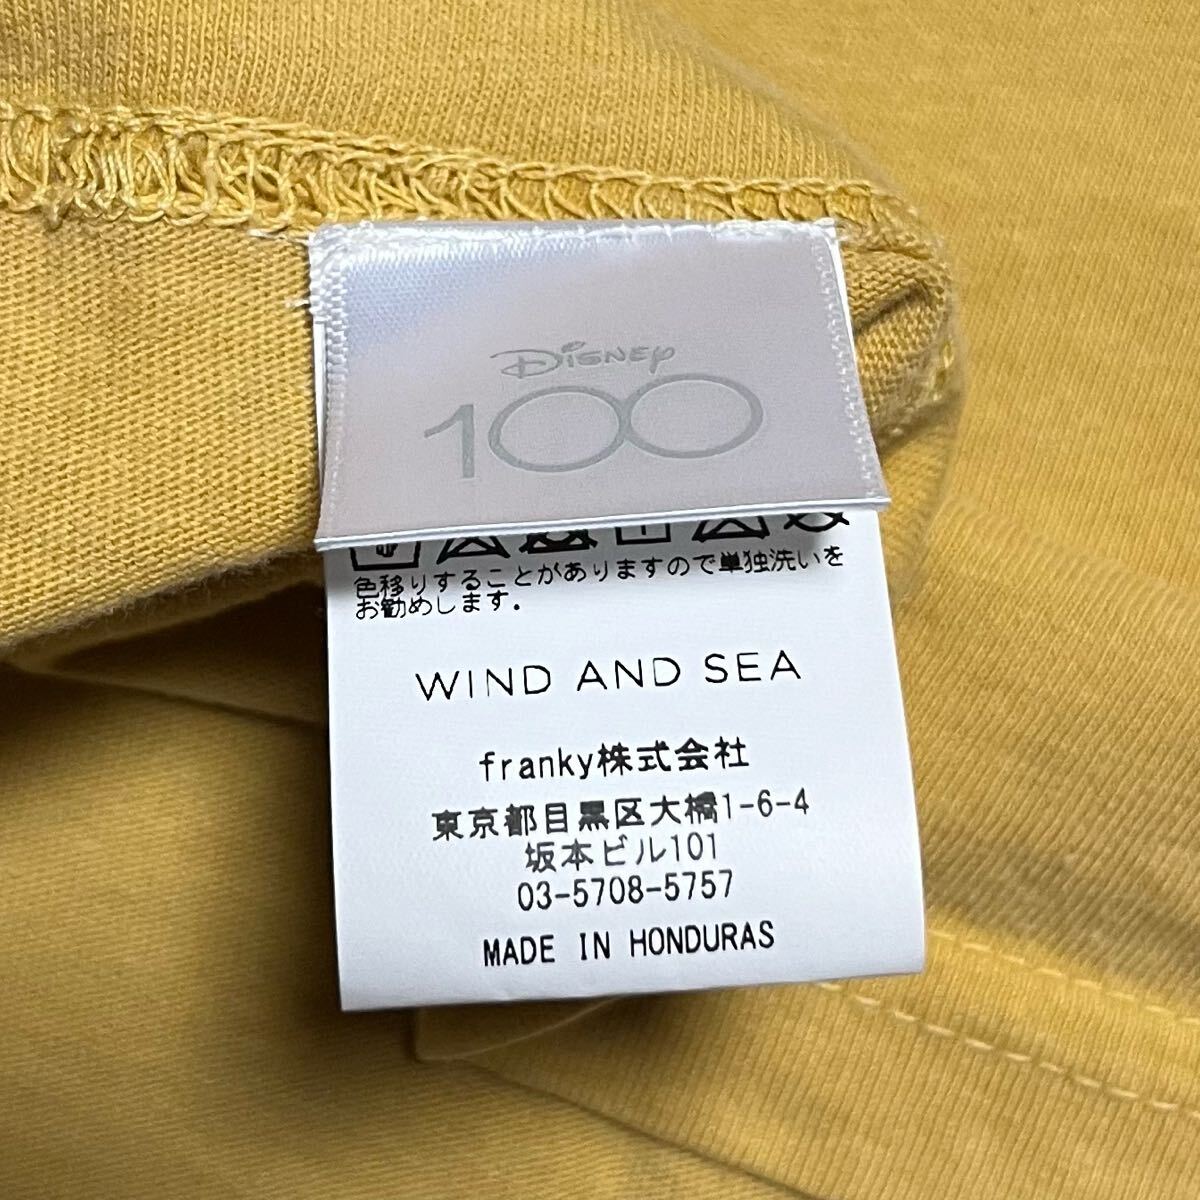 Disney
100
色移りすることがありますので単独洗いを
お勧めします.
WIND AND SEA
franky株式会社
東京都目黒区大橋1-6-4
坂本ビル101
03-5708-5757
MADE IN HONDURAS